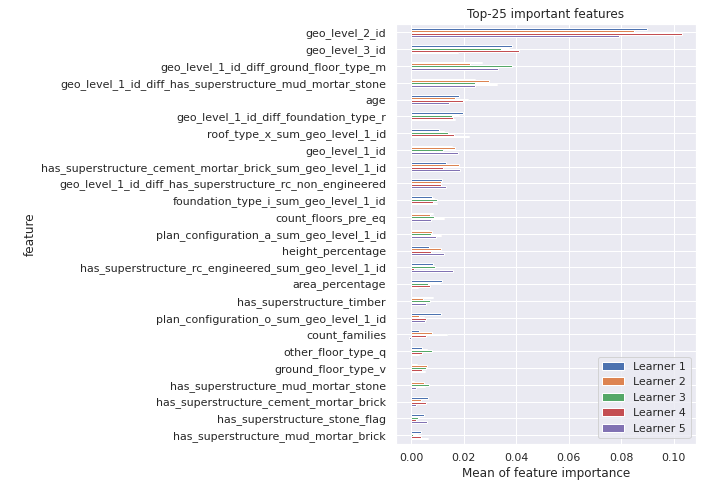 Top-25 important features
geo_level_2_id
geo_level_3_id
geo_level_1_id_diff_ground_floor_type_m
geo_level_1_id_diff_has_superstructure_mud_mortar_stone
age
geo_level_1_id_diff_foundation_type_r
roof_type_x_sum_geo_level_1_id
geo_level_1_id
has_superstructure_cement_mortar_brick_sum_geo_level_1_id
geo_level_1_id_diff_has_superstructure_rc_non_engineered
foundation_type_i_sum_geo_level_1_id
count_floors_pre_eq
plan_configuration_a_sum_geo_level_1_id
height_percentage
has_superstructure_rc_engineered_sum_geo_level_1_id
area_percentage
has_superstructure_timber
plan_configuration_o_sum_geo_level_1_id
count_families
other_floor_type_q
ground_floor_type_v
has_superstructure_mud_mortar_stone
has_superstructure_cement_mortar_brick
has_superstructure_stone_flag
has_superstructure_mud_mortar_brick
feature
Learner 1
Learner 2
Learner 3
Learner 4
Learner 5
0.00 0.02 0.04 0.06 0.08 0.10
Mean of feature importance